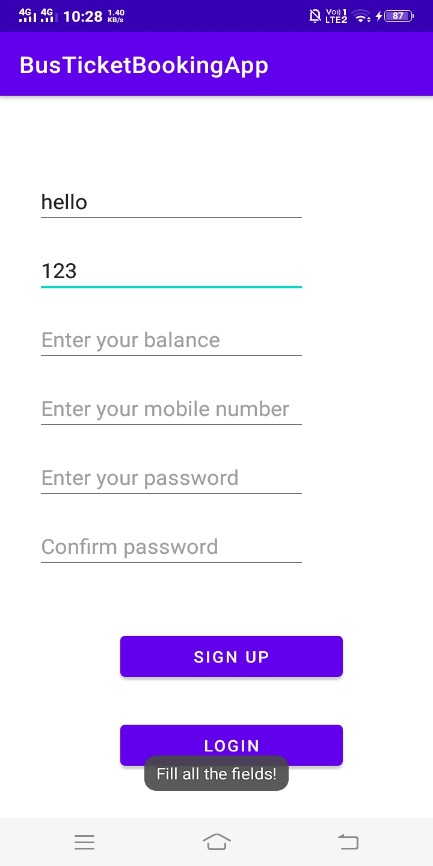 4G 4G 10:28 1.40 KB/s Vo)) 1 LTE2 87
BusTicketBookingApp
hello
123
Enter your balance
Enter your mobile number
Enter your password
Confirm password
SIGN UP
LOGIN
Fill all the fields!